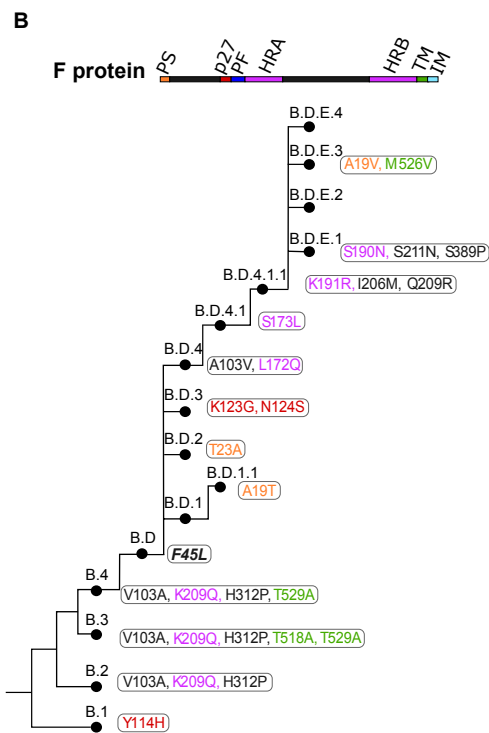 B
F protein
PS p27 PF HRA HRB TM IM
B.D.E.4
B.D.E.3
A19V, M526V
B.D.E.2
B.D.E.1
S190N, S211N, S389P
B.D.4.1.1
K191R, I206M, Q209R
B.D.4.1
S173L
B.D.4
A103V, L172Q
B.D.3
K123G, N124S
B.D.2
T23A
B.D.1.1
A19T
B.D.1
B.D
F45L
B.4
V103A, K209Q, H312P, T529A
B.3
V103A, K209Q, H312P, T518A, T529A
B.2
V103A, K209Q, H312P
B.1
Y114H